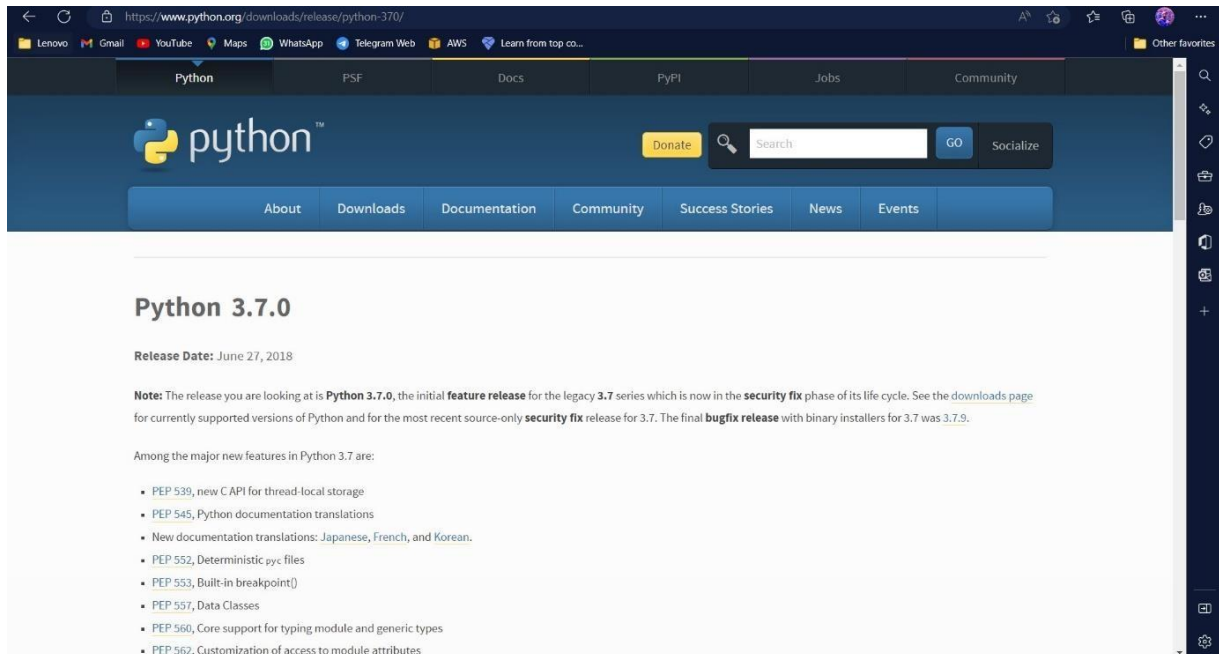 https://www.python.org/downloads/release/python-370/
Lenovo Gmail YouTube Maps WhatsApp Telegram Web AWS Learn from top co... Other favorites
Python PSF Docs PyPI Jobs Community
python™ Donate Search GO Socialize
About Downloads Documentation Community Success Stories News Events
Python 3.7.0
Release Date: June 27, 2018
Note: The release you are looking at is Python 3.7.0, the initial feature release for the legacy 3.7 series which is now in the security fix phase of its life cycle. See the downloads page
for currently supported versions of Python and for the most recent source-only security fix release for 3.7. The final bugfix release with binary installers for 3.7 was 3.7.9.
Among the major new features in Python 3.7 are:
▪ PEP 539, new C API for thread-local storage
▪ PEP 545, Python documentation translations
▪ New documentation translations: Japanese, French, and Korean.
▪ PEP 552, Deterministic pyc files
▪ PEP 553, Built-in breakpoint()
▪ PEP 557, Data Classes
▪ PEP 560, Core support for typing module and generic types
▪ PEP 562, Customization of access to module attributes